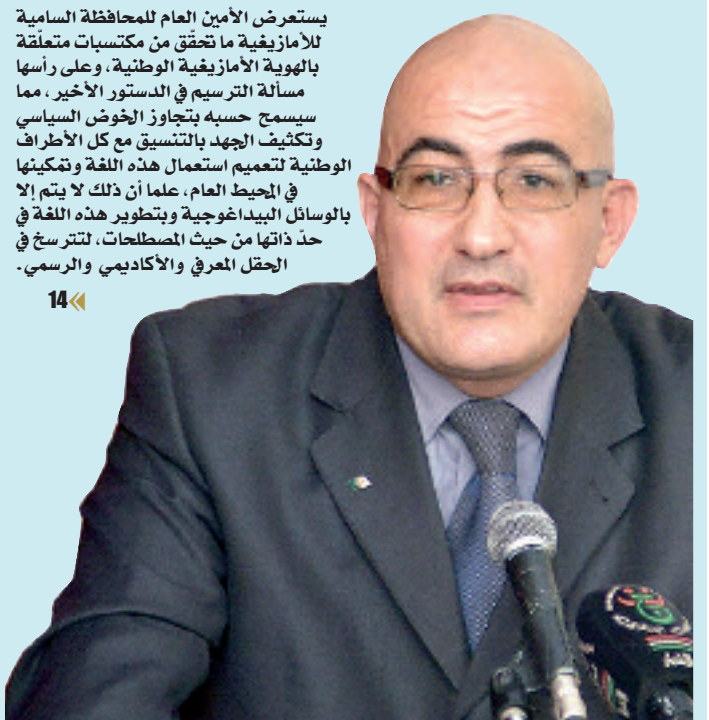 يستعرض الأمين العام للمحافظة السامية
للأمازيغية ما تحقّق من مكتسبات متعلّقة
بالهوية الأمازيغية الوطنية، وعلى رأسها
مسألة الترسيم في الدستور الأخير، مما
سيسمح حسبه بتجاوز الخوض السياسي
وتكثيف الجهد بالتنسيق مع كل الأطراف
الوطنية لتعميم استعمال هذه اللغة وتمكينها
في المحيط العام، علما أن ذلك لا يتم إلا
بالوسائل البيداغوجية وبتطوير هذه اللغة في
حدّ ذاتها من حيث المصطلحات، لتترسخ في
الحقل المعرفي والأكاديمي والرسمي.
14